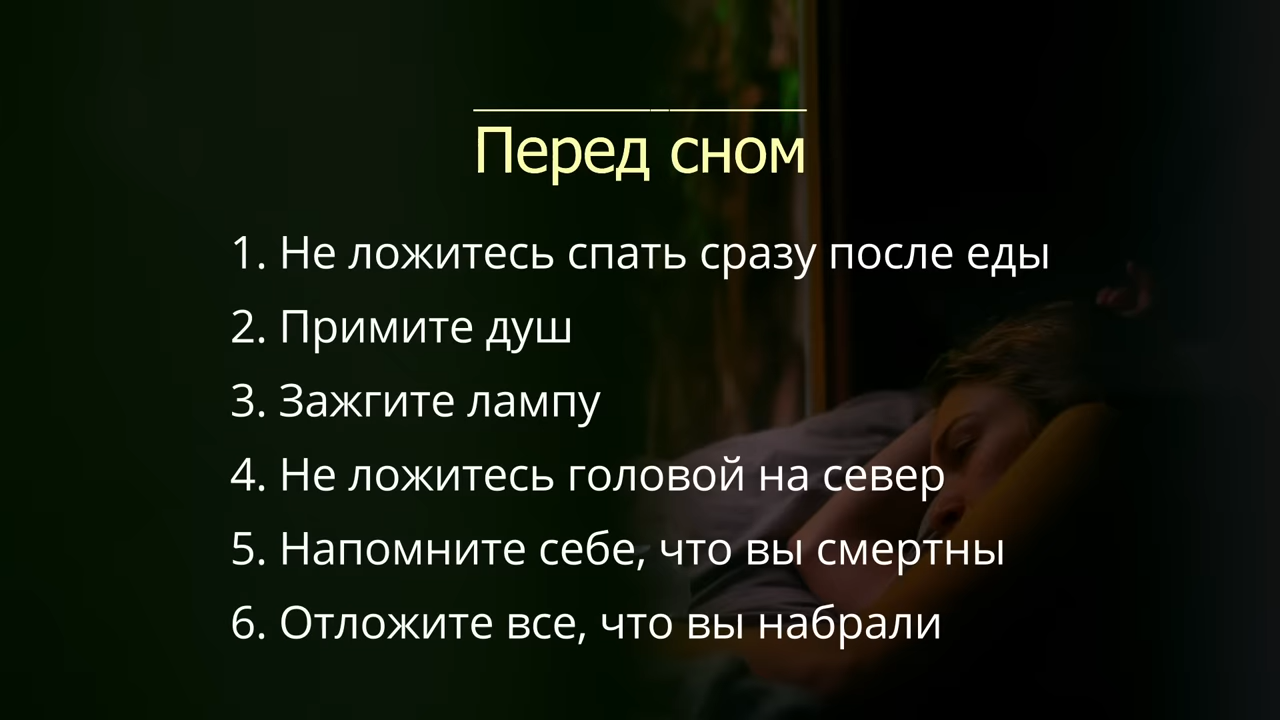 Перед сном
1. Не ложитесь спать сразу после еды
2. Примите душ
3. Зажгите лампу
4. Не ложитесь головой на север
5. Напомните себе, что вы смертны
6. Отложите все, что вы набрали